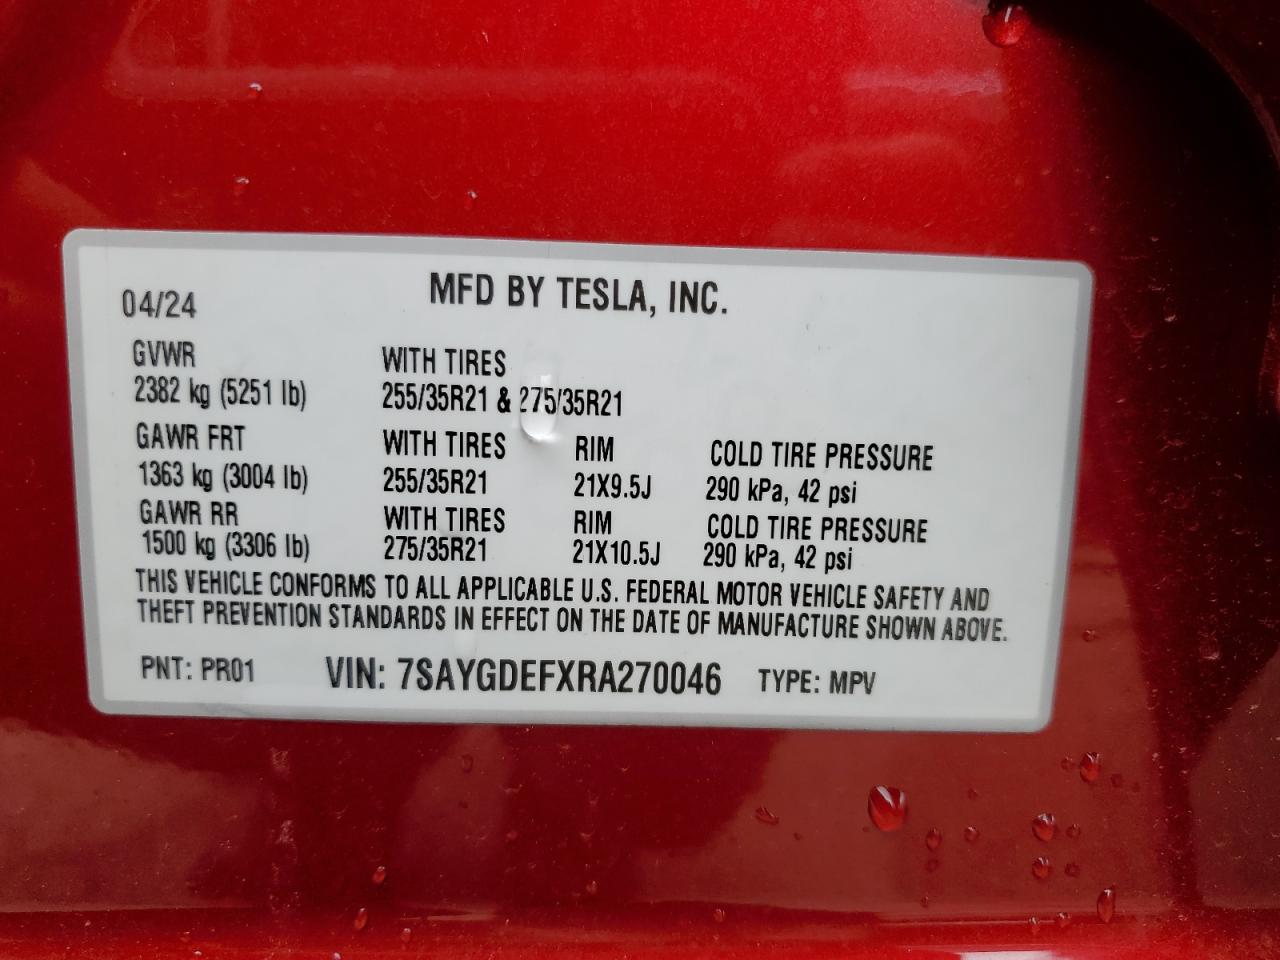 MFD BY TESLA, INC.
04/24
GVWR WITH TIRES
2382 kg (5251 lb) 255/35R21 & 275/35R21
GAWR FRT WITH TIRES RIM COLD TIRE PRESSURE
1363 kg (3004 lb) 255/35R21 21X9.5J 290 kPa, 42 psi
GAWR RR WITH TIRES RIM COLD TIRE PRESSURE
1500 kg (3306 lb) 275/35R21 21X10.5J 290 kPa, 42 psi
THIS VEHICLE CONFORMS TO ALL APPLICABLE U.S. FEDERAL MOTOR VEHICLE SAFETY AND
THEFT PREVENTION STANDARDS IN EFFECT ON THE DATE OF MANUFACTURE SHOWN ABOVE.
PNT: PR01 VIN: 7SAYGDEFXRA270046 TYPE: MPV